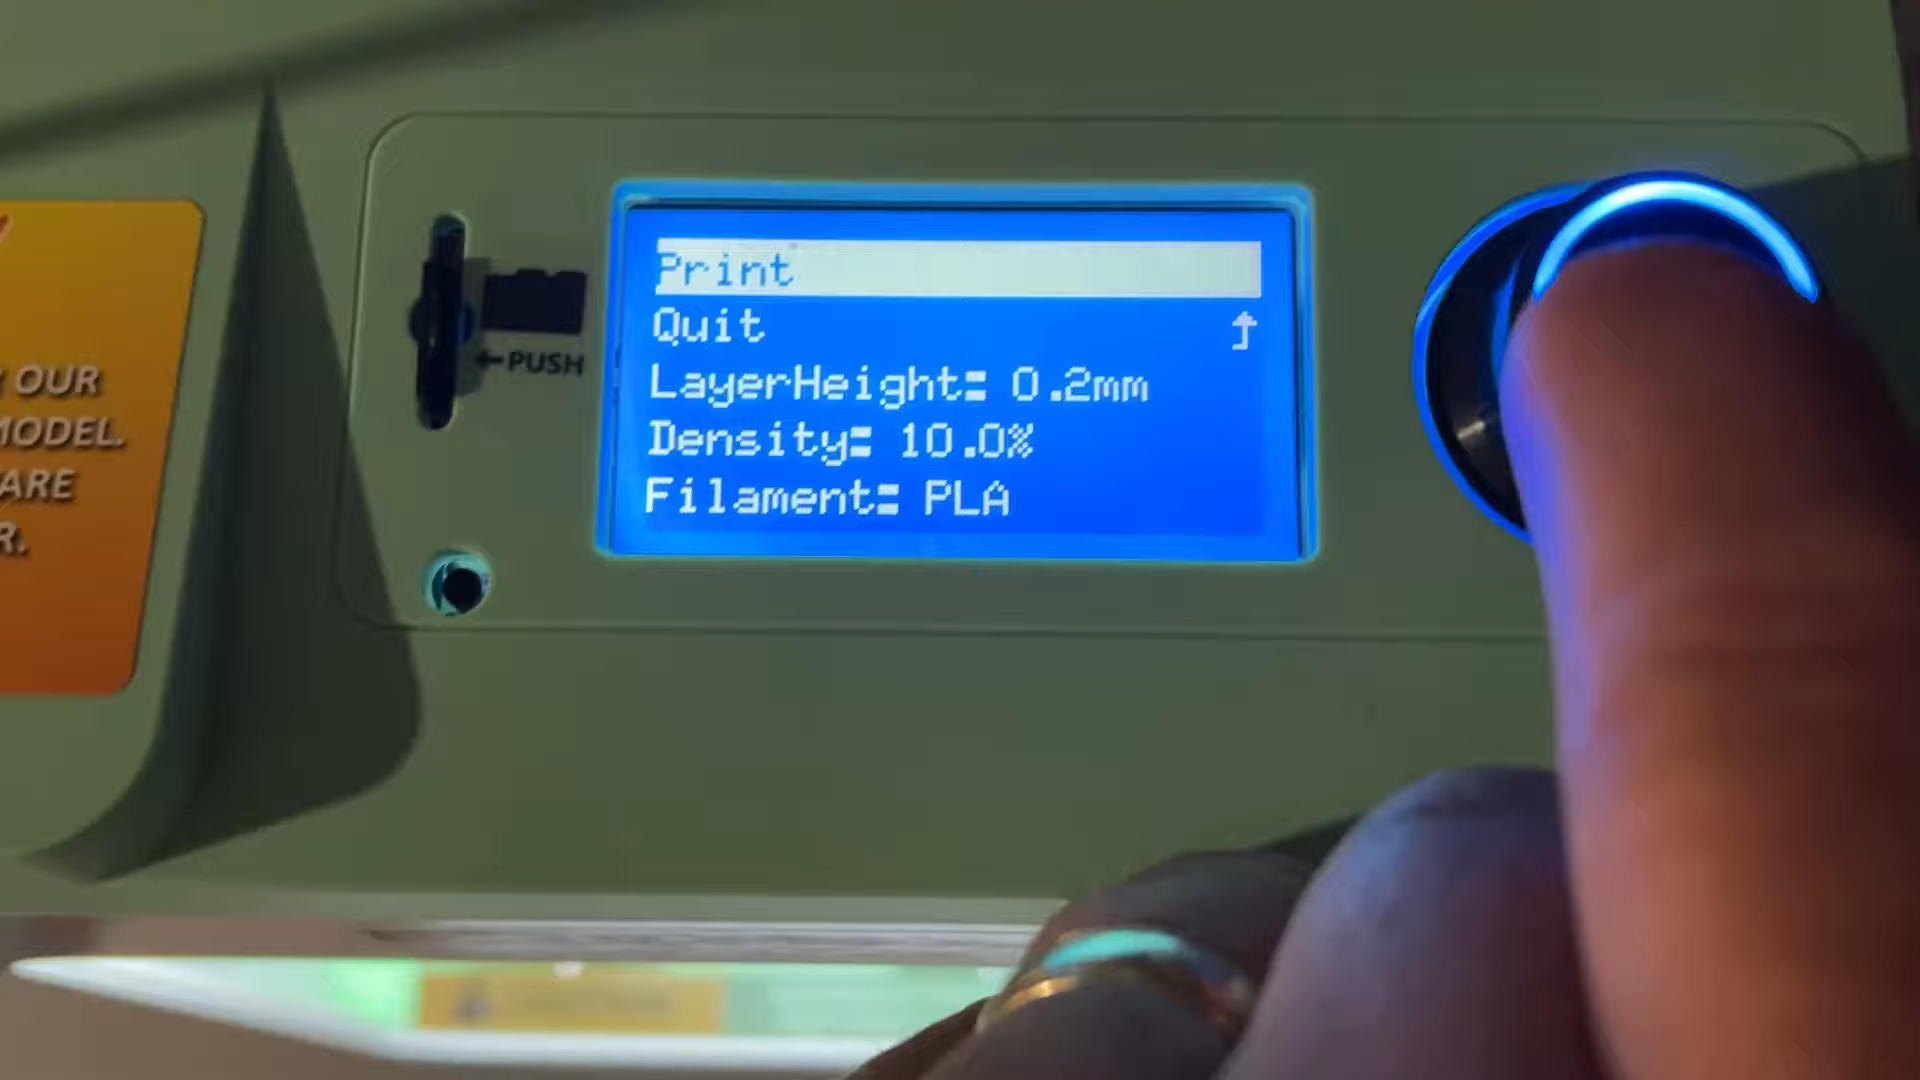 OUR
MODEL.
ARE
R.
←PUSH
Print
Quit
LayerHeight: 0.2mm
Density: 10.0%
Filament: PLA